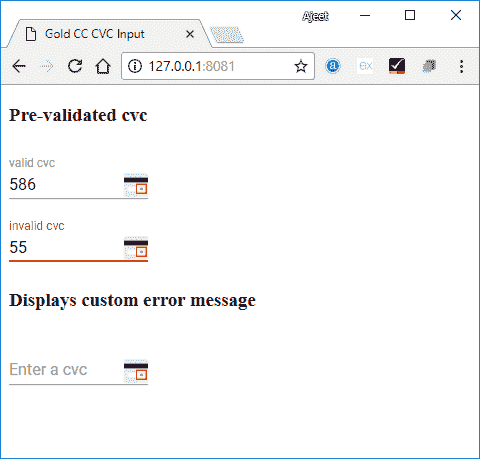 Ajeet
Gold CC CVC Input
127.0.0.1:8081
a ex
Pre-validated cvc
valid cvc
586
invalid cvc
55
Displays custom error message
Enter a cvc